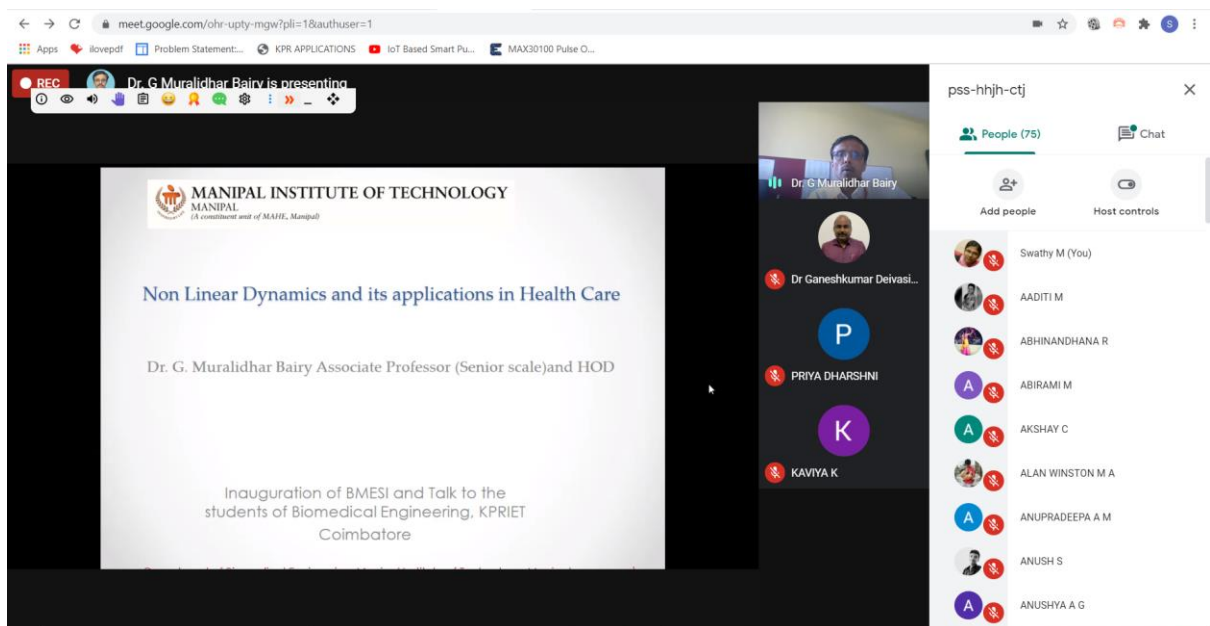 meet.google.com/ohr-upty-mgw?pli=1&authuser=1
S
Apps
ilovepdf
Problem Statement:...
KPR APPLICATIONS
IoT Based Smart Pu...
MAX30100 Pulse O...
REC
Dr. G Muralidhar Bairy is presenting
MANIPAL INSTITUTE OF TECHNOLOGY
MANIPAL
(A constituent unit of MAHE, Manipal)
Non Linear Dynamics and its applications in Health Care
Dr. G. Muralidhar Bairy Associate Professor (Senior scale)and HOD
Inauguration of BMESI and Talk to the
students of Biomedical Engineering, KPRIET
Coimbatore
Dr. G Muralidhar Bairy
Dr Ganeshkumar Deivasi...
P
PRIYA DHARSHNI
K
KAVIYA K
pss-hhjh-ctj
People (75)
Chat
Add people
Host controls
Swathy M (You)
AADITI M
ABHINANDHANA R
A
ABIRAMI M
A
AKSHAY C
ALAN WINSTON M A
A
ANUPRADEEPA A M
ANUSH S
A
ANUSHYA A G